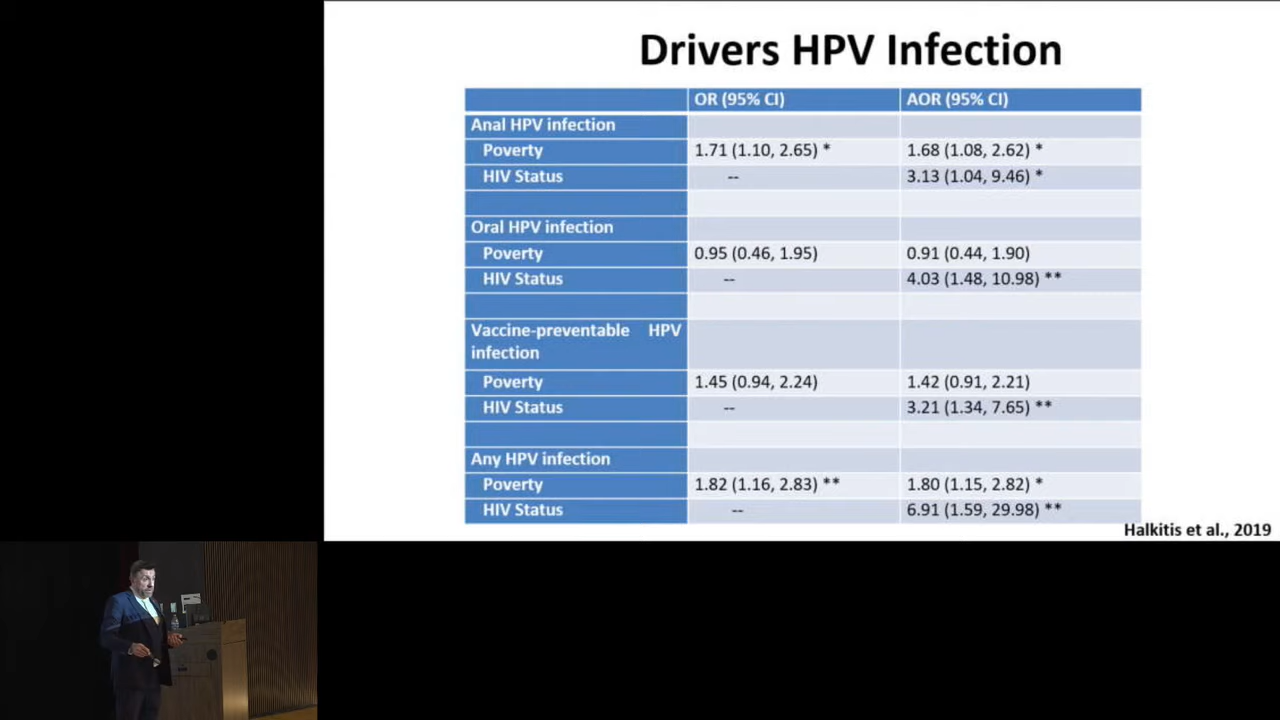 Drivers HPV Infection
OR (95% CI) AOR (95% CI)
Anal HPV infection
Poverty 1.71 (1.10, 2.65) * 1.68 (1.08, 2.62) *
HIV Status -- 3.13 (1.04, 9.46) *
Oral HPV infection
Poverty 0.95 (0.46, 1.95) 0.91 (0.44, 1.90)
HIV Status -- 4.03 (1.48, 10.98) **
Vaccine-preventable HPV
infection
Poverty 1.45 (0.94, 2.24) 1.42 (0.91, 2.21)
HIV Status -- 3.21 (1.34, 7.65) **
Any HPV infection
Poverty 1.82 (1.16, 2.83) ** 1.80 (1.15, 2.82) *
HIV Status -- 6.91 (1.59, 29.98) **
Halkitis et al., 2019